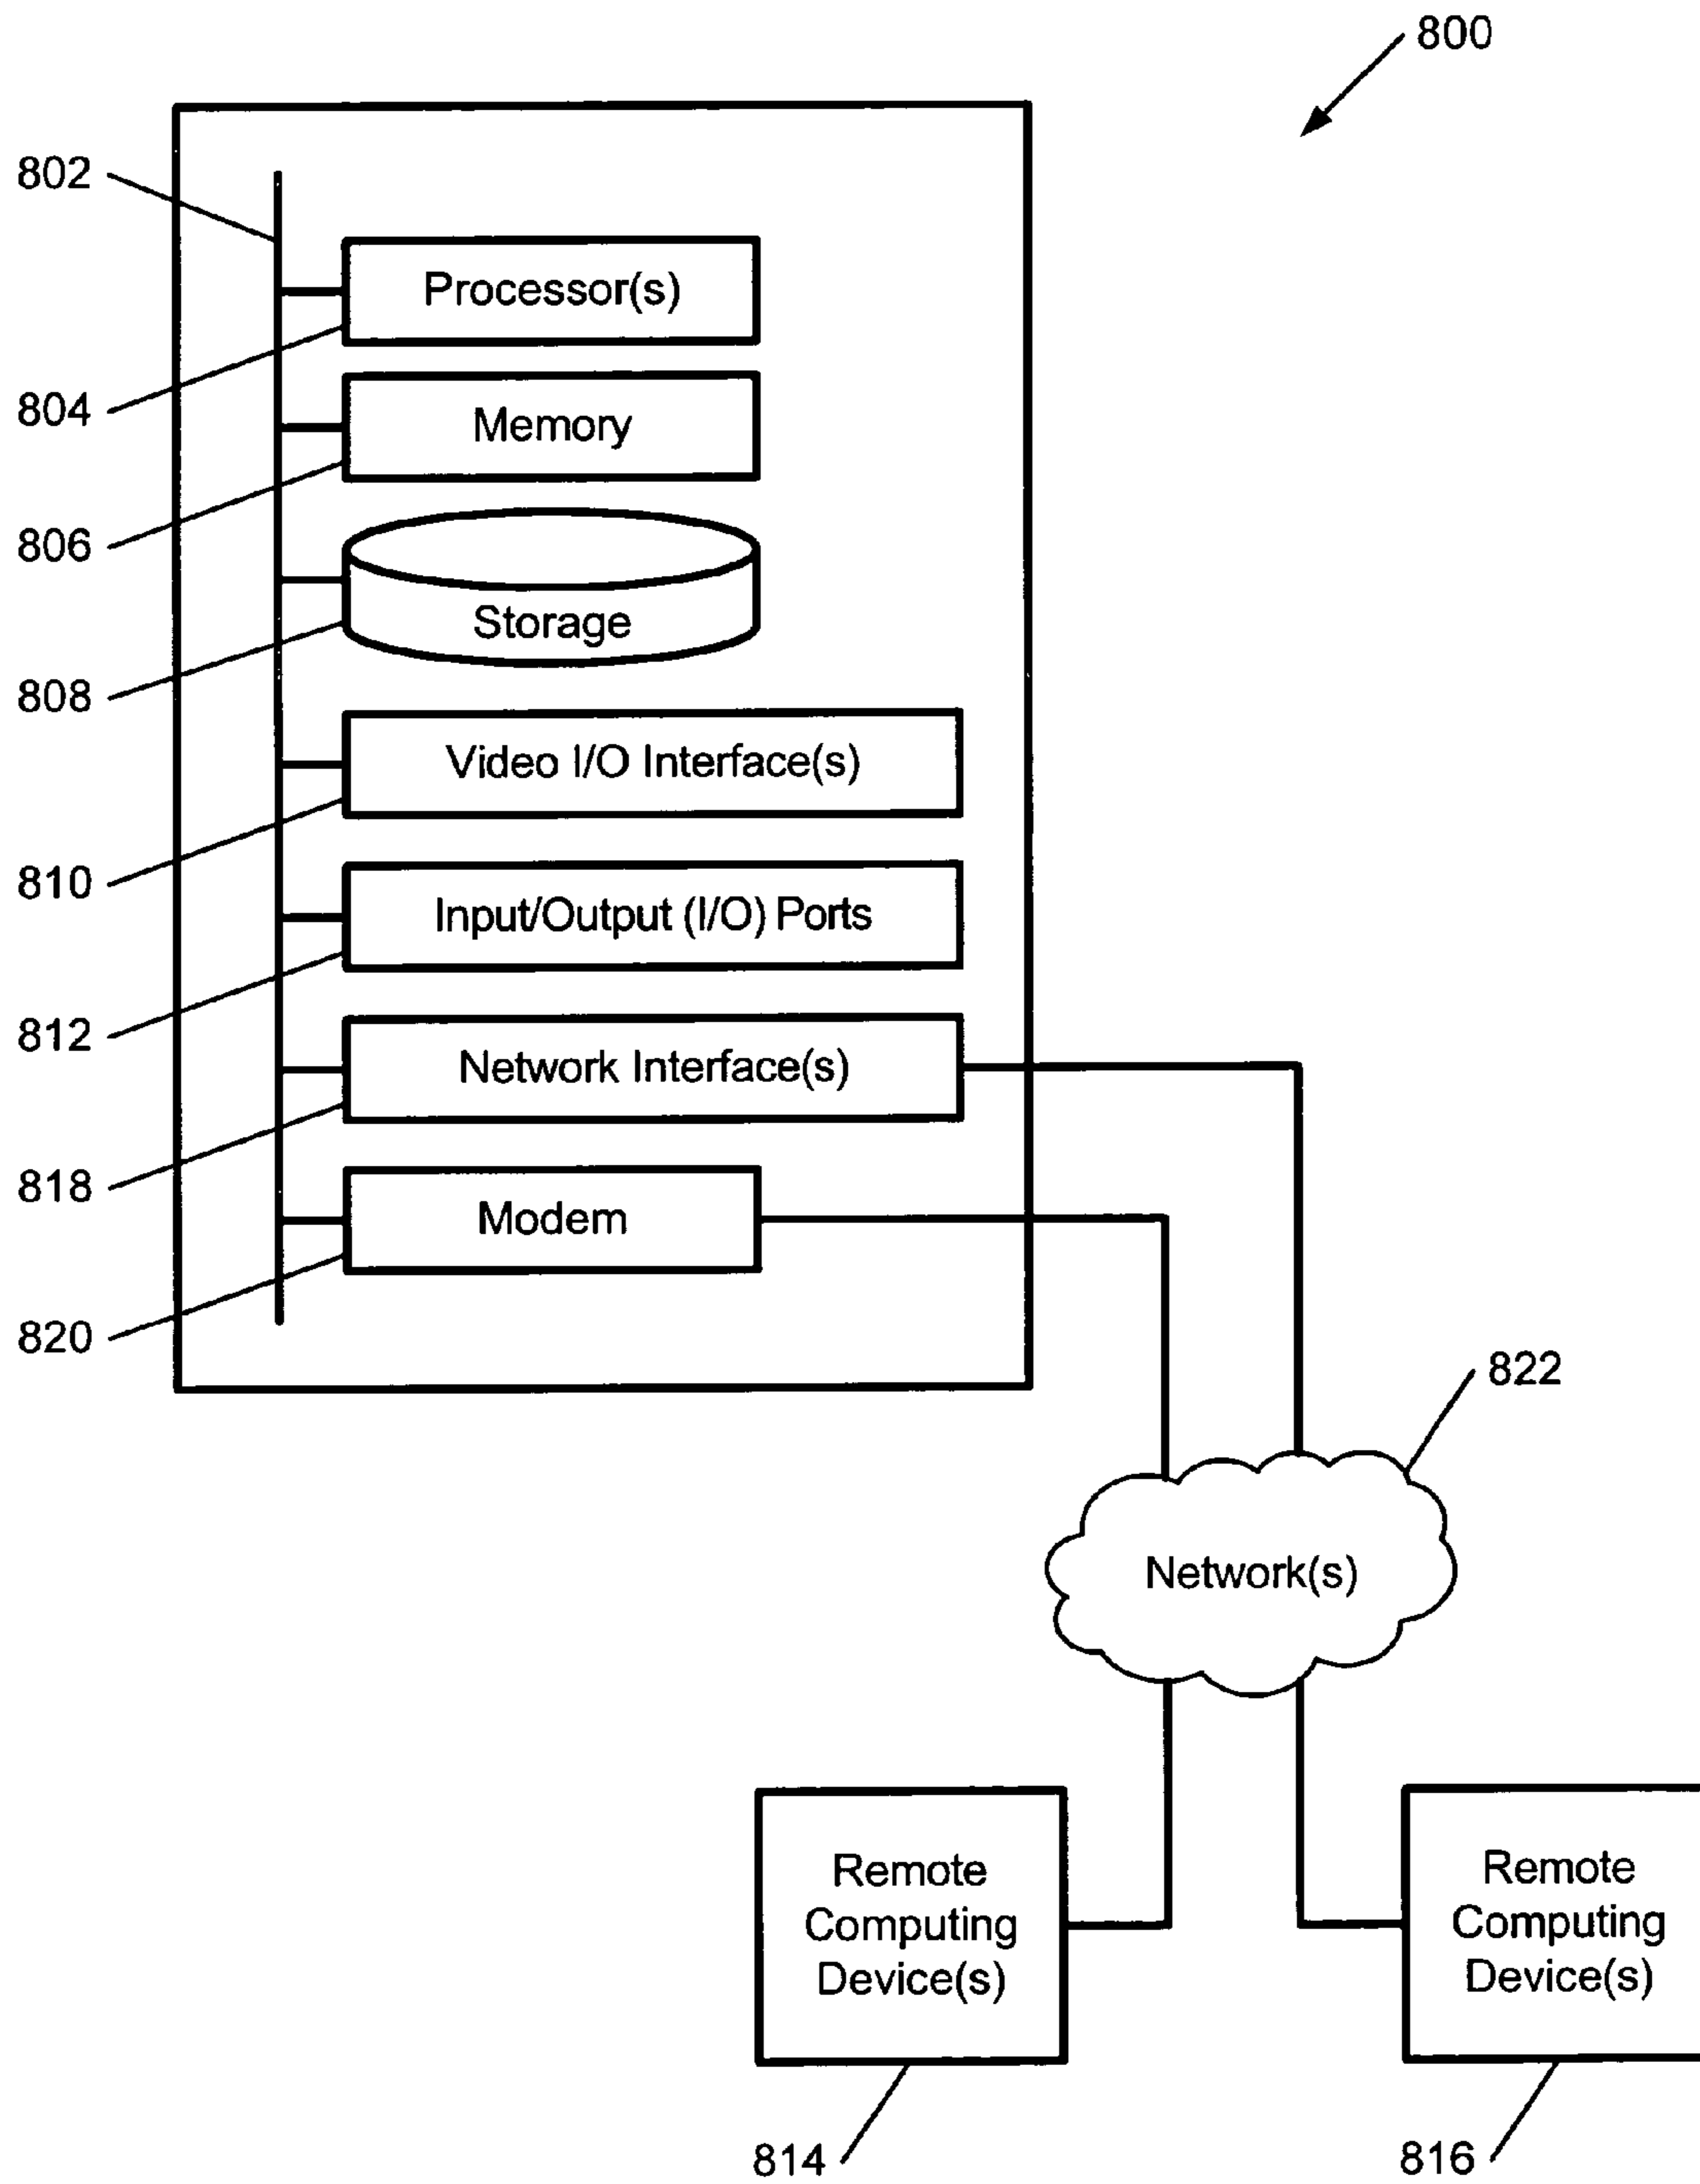 800
802
Processor(s)
804
Memory
806
Storage
808
Video I/O Interface(s)
810
Input/Output (I/O) Ports
812
Network Interface(s)
818
Modem
820
822
Network(s)
Remote
Computing
Device(s)
Remote
Computing
Device(s)
814
816